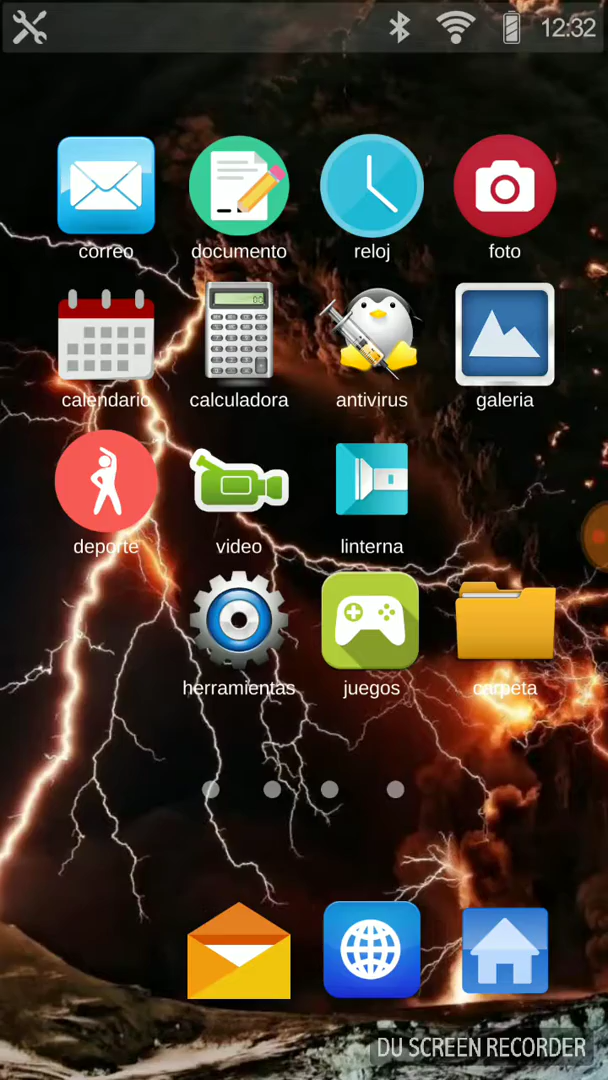 12:32
correo
documento
reloj
foto
calendario
calculadora
antivirus
galeria
deporte
video
linterna
herramientas
juegos
carpeta
DU SCREEN RECORDER